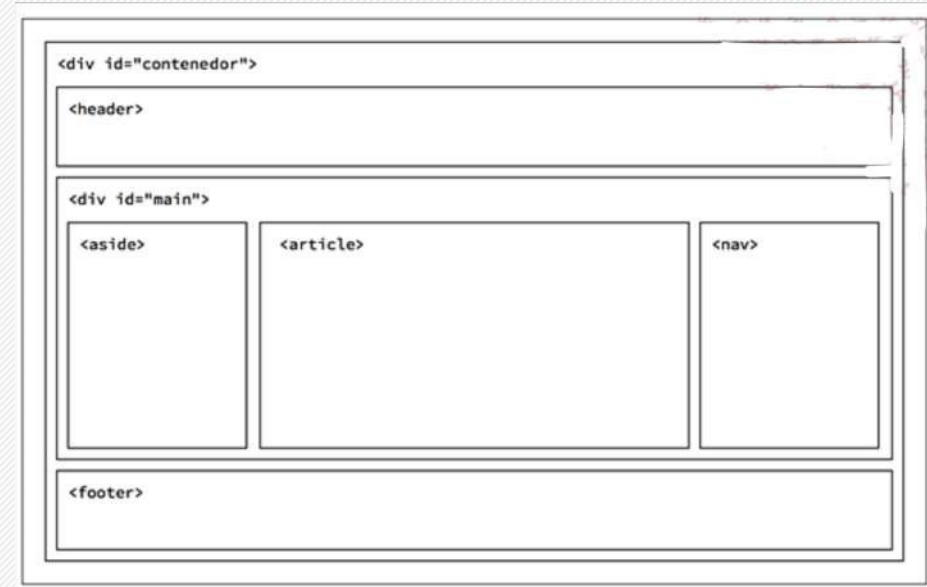 <div id="contenedor">
<header>
<div id="main">
<aside>
<article>
<nav>
<footer>